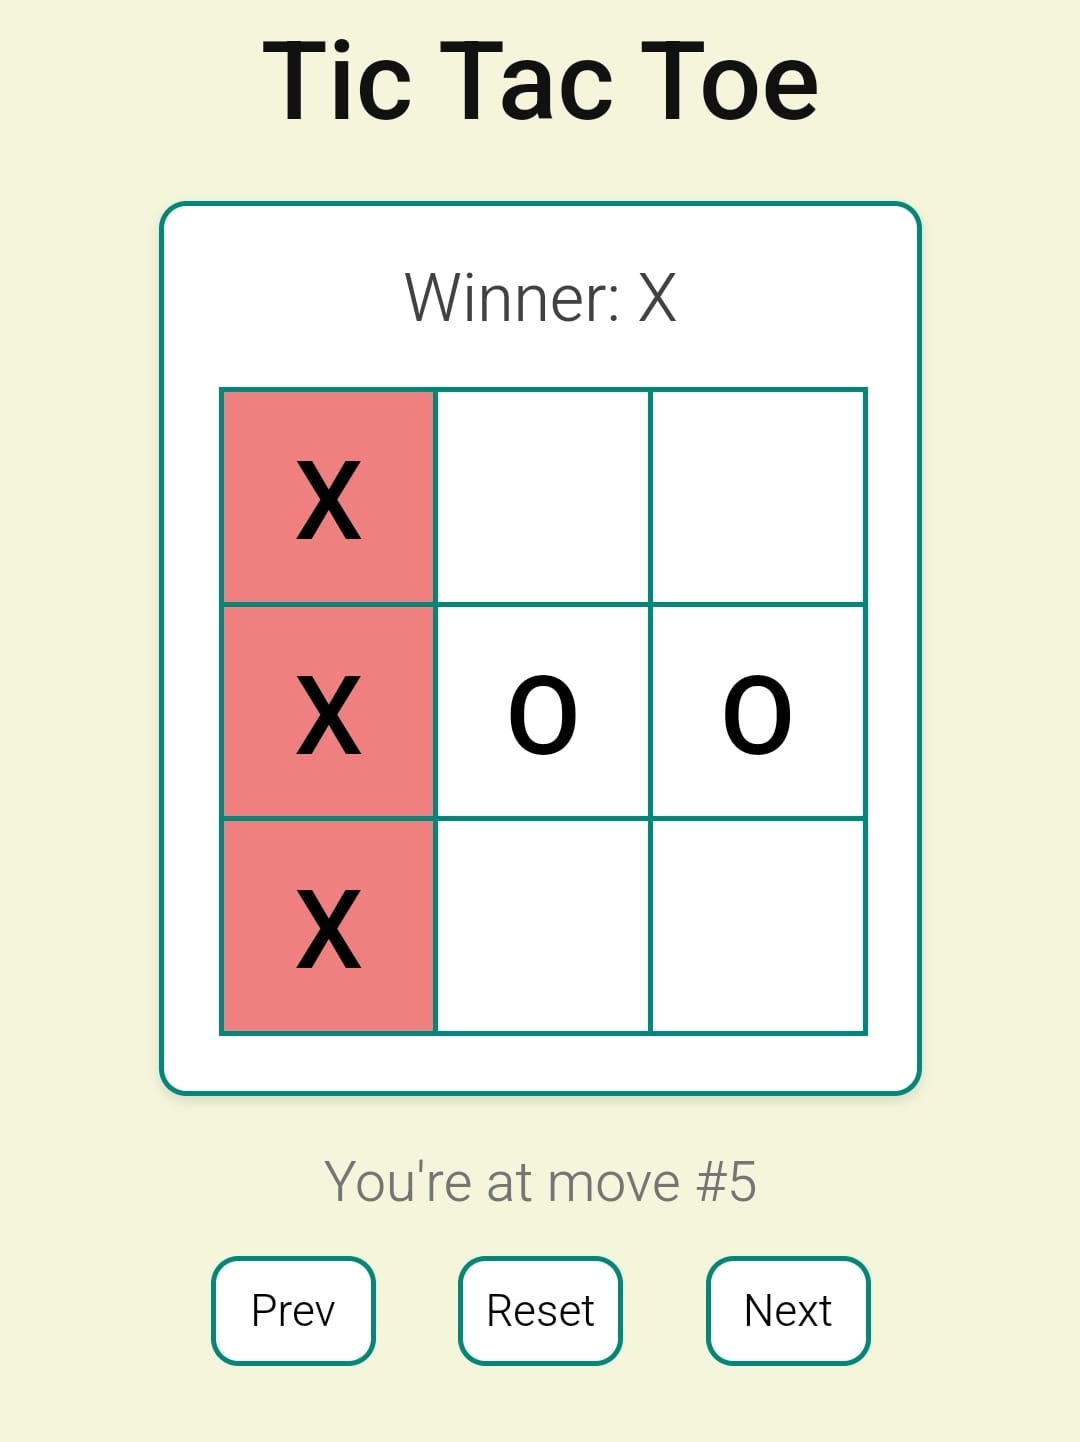 Tic Tac Toe
Winner: X
X
X O O
X
You're at move #5
Prev Reset Next